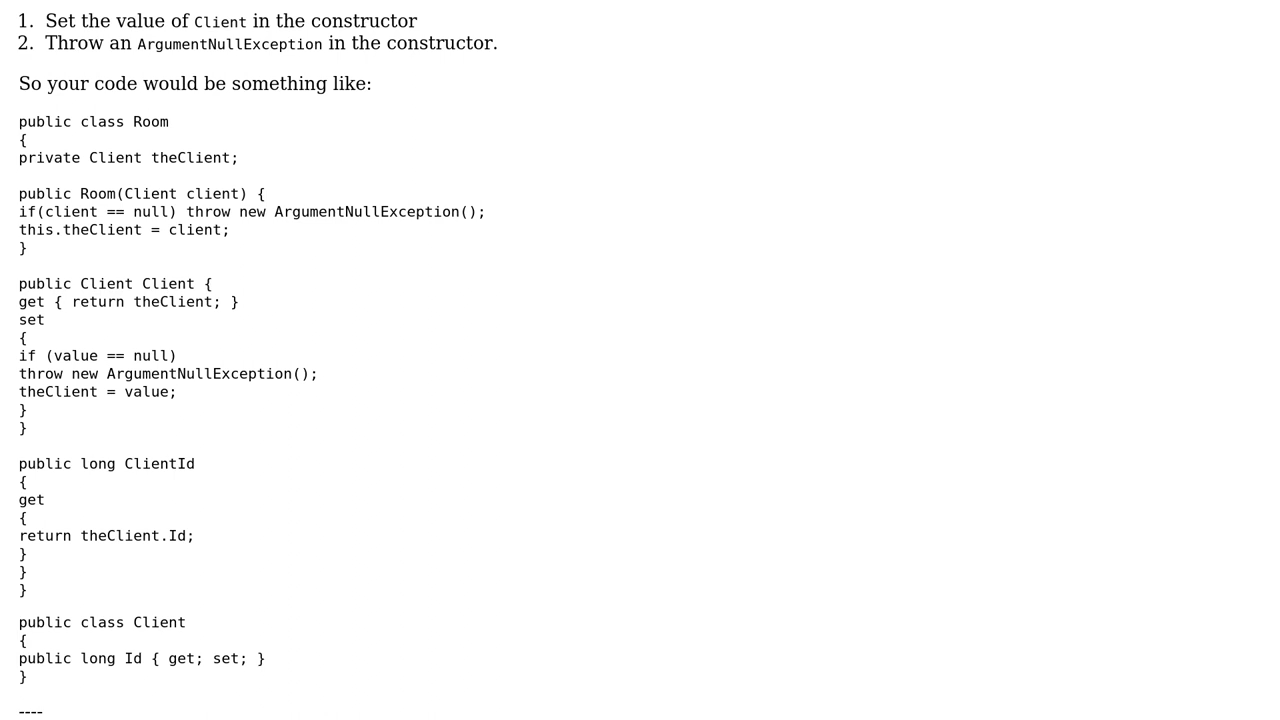 1. Set the value of Client in the constructor
2. Throw an ArgumentNullException in the constructor.
So your code would be something like:
public class Room
{
private Client theClient;
public Room(Client client) {
if(client == null) throw new ArgumentNullException();
this.theClient = client;
}
public Client Client {
get { return theClient; }
set
{
if (value == null)
throw new ArgumentNullException();
theClient = value;
}
}
public long ClientId
{
get
{
return theClient.Id;
}
}
}
public class Client
{
public long Id { get; set; }
}
----